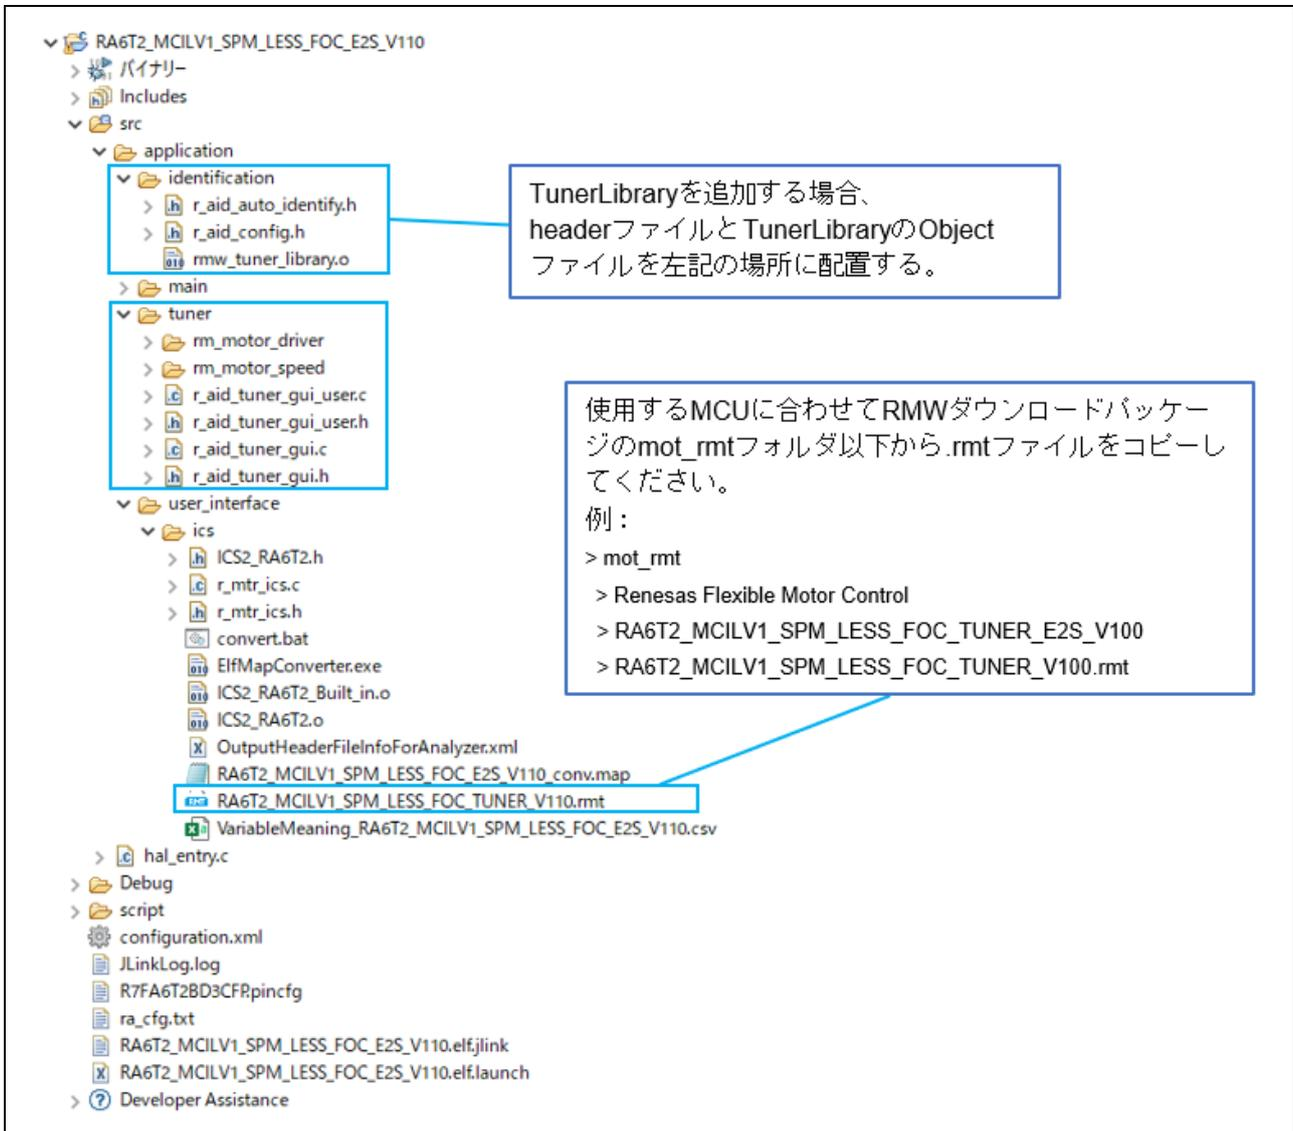 RA6T2_MCILV1_SPM_LESS_FOC_E2S_V110
バイナリー
Includes
src
application
identification
r_aid_auto_identify.h
r_aid_config.h
rmw_tuner_library.o
TunerLibraryを追加する場合、
headerファイルとTunerLibraryのObject
ファイルを左記の場所に配置する。
main
tuner
rm_motor_driver
rm_motor_speed
r_aid_tuner_gui_user.c
r_aid_tuner_gui_user.h
r_aid_tuner_gui.c
r_aid_tuner_gui.h
使用するMCUに合わせてRMWダウンロードパッケー
ジのmot_rmtフォルダ以下から.rmtファイルをコピーし
てください。
例：
> mot_rmt
> Renesas Flexible Motor Control
> RA6T2_MCILV1_SPM_LESS_FOC_TUNER_E2S_V100
> RA6T2_MCILV1_SPM_LESS_FOC_TUNER_V100.rmt
user_interface
ics
ICS2_RA6T2.h
r_mtr_ics.c
r_mtr_ics.h
convert.bat
ElfMapConverter.exe
ICS2_RA6T2_Built_in.o
ICS2_RA6T2.o
OutputHeaderFileInfoForAnalyzer.xml
RA6T2_MCILV1_SPM_LESS_FOC_E2S_V110_conv.map
RA6T2_MCILV1_SPM_LESS_FOC_TUNER_V110.rmt
VariableMeaning_RA6T2_MCILV1_SPM_LESS_FOC_E2S_V110.csv
hal_entry.c
Debug
script
configuration.xml
JLinkLog.log
R7FA6T2BD3CFP.pincfg
ra_cfg.txt
RA6T2_MCILV1_SPM_LESS_FOC_E2S_V110.elf.jlink
RA6T2_MCILV1_SPM_LESS_FOC_E2S_V110.elf.launch
Developer Assistance